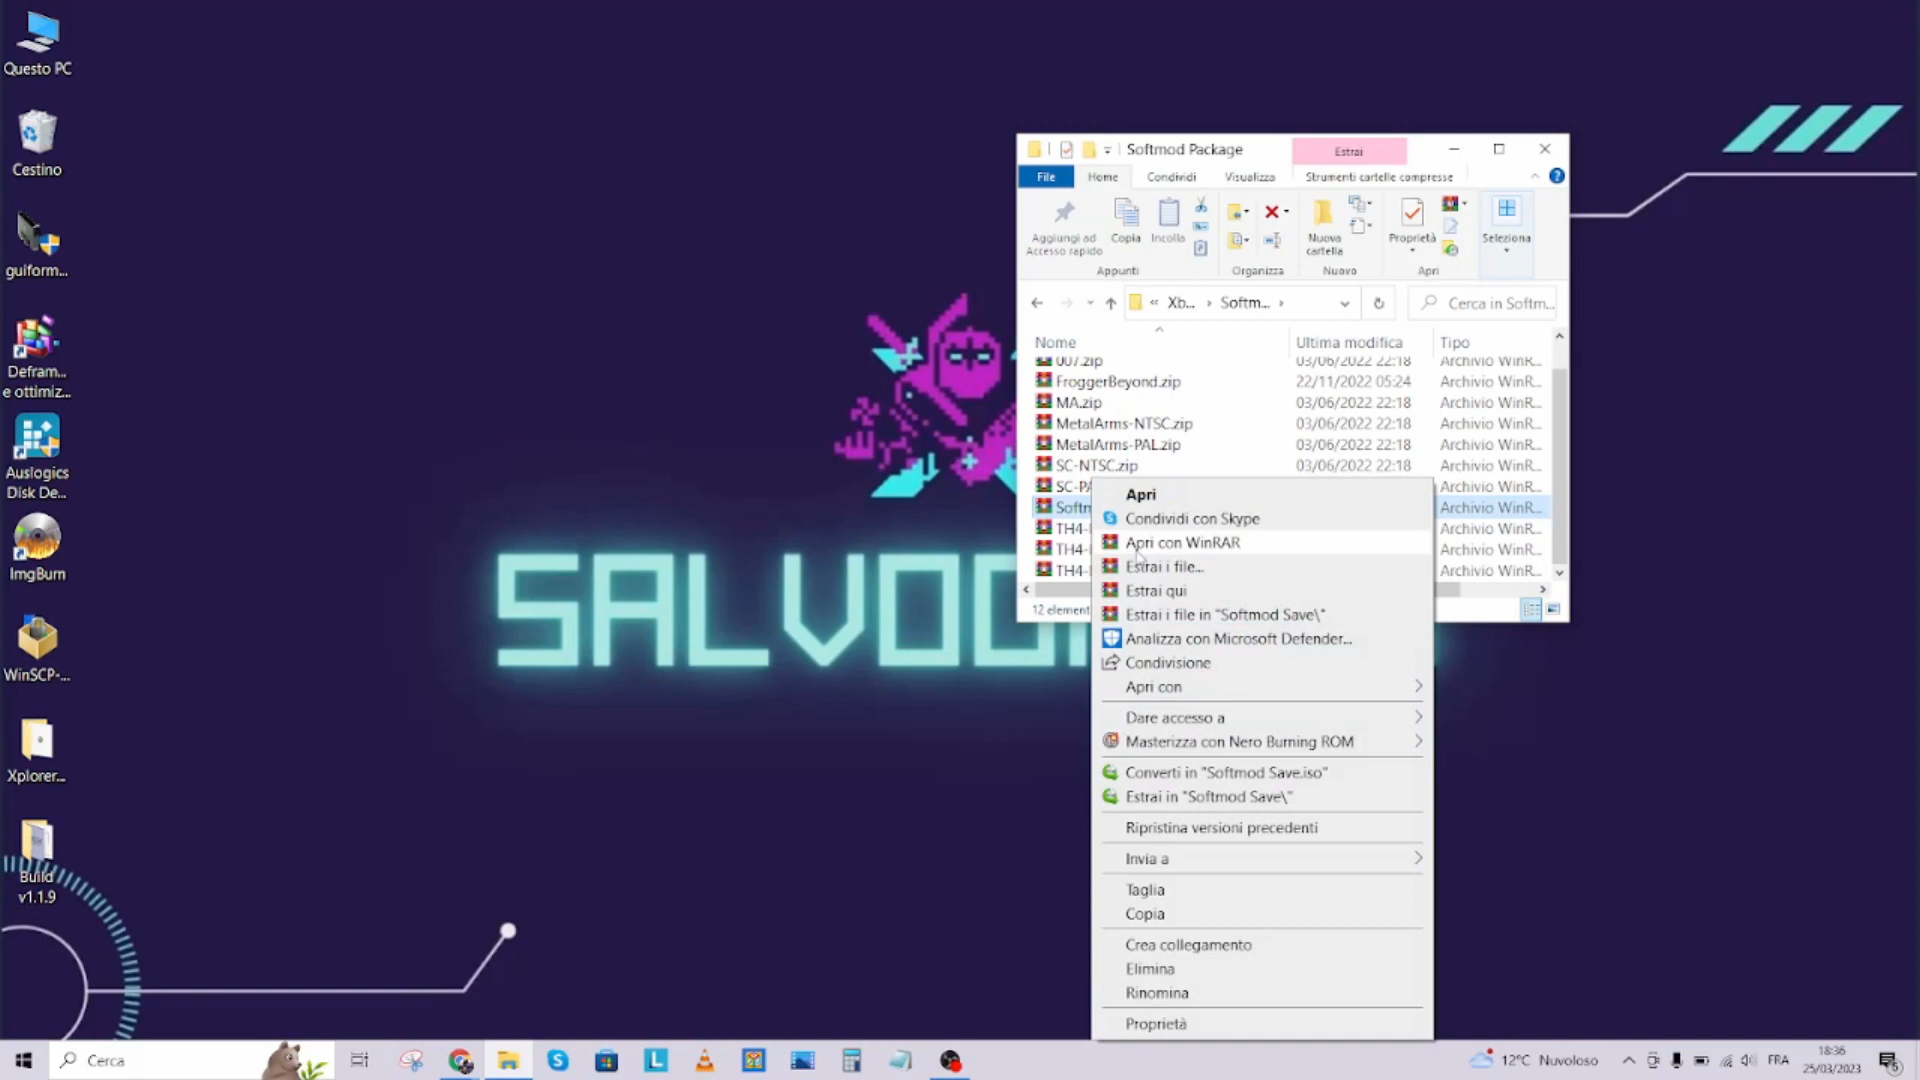 Questo PC
Cestino
guiform...
Defram...
e ottimiz...
Auslogics
Disk De...
ImgBurn
WinSCP-...
Xplorer...
Build
v1.1.9
SALVOG
Softmod Package
Estrai
File
Home
Condividi
Visualizza
Strumenti cartelle compresse
Aggiungi ad
Accesso rapido
Copia
Incolla
Nuova
cartella
Proprietà
Seleziona
Appunti
Organizza
Nuovo
Apri
« Xb... › Softm... ›
Cerca in Softm...
Nome
Ultima modifica
Tipo
007.zip 03/06/2022 22:18 Archivio WinR...
FroggerBeyond.zip 22/11/2022 05:24 Archivio WinR...
MA.zip 03/06/2022 22:18 Archivio WinR...
MetalArms-NTSC.zip 03/06/2022 22:18 Archivio WinR...
MetalArms-PAL.zip 03/06/2022 22:18 Archivio WinR...
SC-NTSC.zip 03/06/2022 22:18 Archivio WinR...
SC-PA Archivio WinR...
Softm Archivio WinR...
TH4- Archivio WinR...
TH4- Archivio WinR...
TH4- Archivio WinR...
12 element
Apri
Condividi con Skype
Apri con WinRAR
Estrai i file...
Estrai qui
Estrai i file in "Softmod Save\"
Analizza con Microsoft Defender...
Condivisione
Apri con
Dare accesso a
Masterizza con Nero Burning ROM
Converti in "Softmod Save.iso"
Estrai in "Softmod Save\"
Ripristina versioni precedenti
Invia a
Taglia
Copia
Crea collegamento
Elimina
Rinomina
Proprietà
Cerca
12°C Nuvoloso
FRA
18:36
25/03/2023